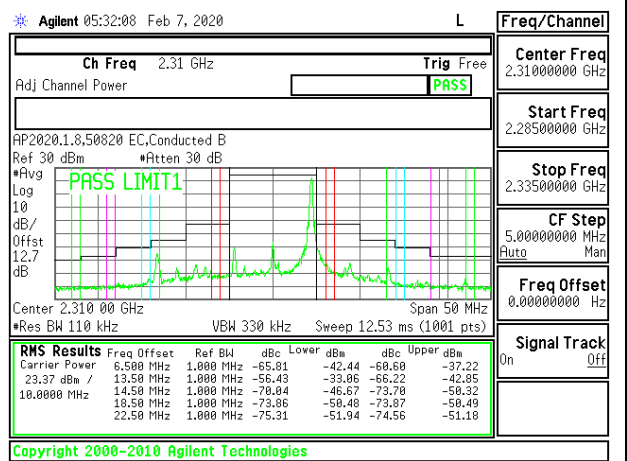 Agilent 05:32:08 Feb 7, 2020 L
Freq/Channel
Ch Freq 2.31 GHz Trig Free
Adj Channel Power PASS
AP2020.1.8,50820 EC,Conducted B
Ref 30 dBm #Atten 30 dB
#Avg
Log
10
dB/
Offst
12.7
dB
PASS LIMIT1
Center 2.310 00 GHz Span 50 MHz
#Res BW 110 kHz VBW 330 kHz Sweep 12.53 ms (1001 pts)
RMS Results Freq Offset Ref BW dBc Lower dBm dBc Upper dBm
Carrier Power 6.500 MHz 1.000 MHz -65.81 -42.44 -60.60 -37.22
23.37 dBm / 13.50 MHz 1.000 MHz -56.43 -33.06 -66.22 -42.85
10.0000 MHz 14.50 MHz 1.000 MHz -70.04 -46.67 -73.70 -50.32
18.50 MHz 1.000 MHz -73.86 -50.48 -73.87 -50.49
22.50 MHz 1.000 MHz -75.31 -51.94 -74.56 -51.18
Copyright 2000-2010 Agilent Technologies
Center Freq
2.31000000 GHz
Start Freq
2.28500000 GHz
Stop Freq
2.33500000 GHz
CF Step
5.00000000 MHz
Auto Man
Freq Offset
0.00000000 Hz
Signal Track
On Off